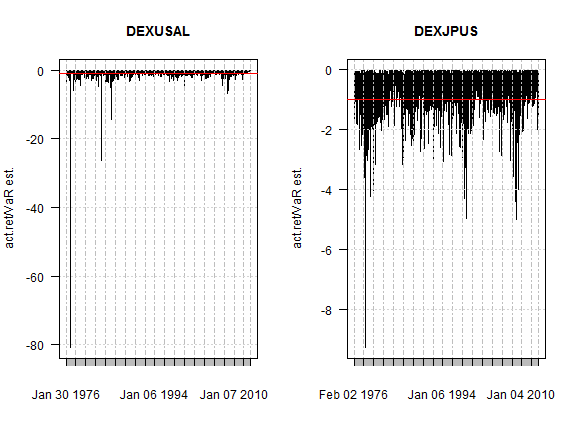 DEXUSAL
act.ret/VaR est.
0
-20
-40
-60
-80
Jan 30 1976 Jan 06 1994 Jan 07 2010
DEXJPUS
act.ret/VaR est.
0
-2
-4
-6
-8
Feb 02 1976 Jan 06 1994 Jan 04 2010